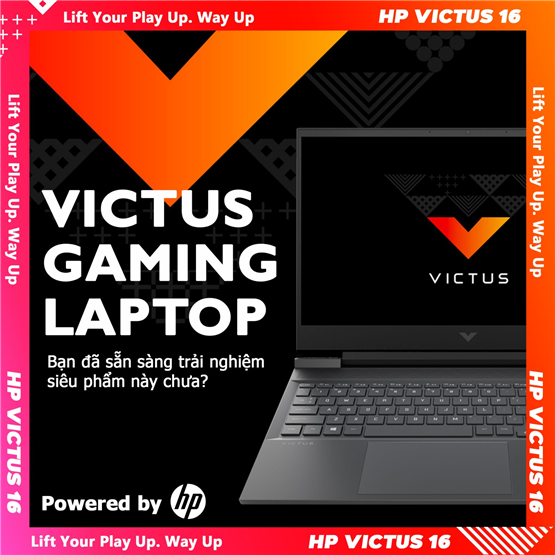 Lift Your Play Up. Way Up
HP VICTUS 16
Lift Your Play Up. Way Up
Lift Your Play Up. Way Up
VICTUS
GAMING
LAPTOP
VICTUS
Bạn đã sẵn sàng trải nghiệm
siêu phẩm này chưa?
VICTUS
HP VICTUS 16
HP VICTUS 16
Powered by hp
Lift Your Play Up. Way Up
HP VICTUS 16